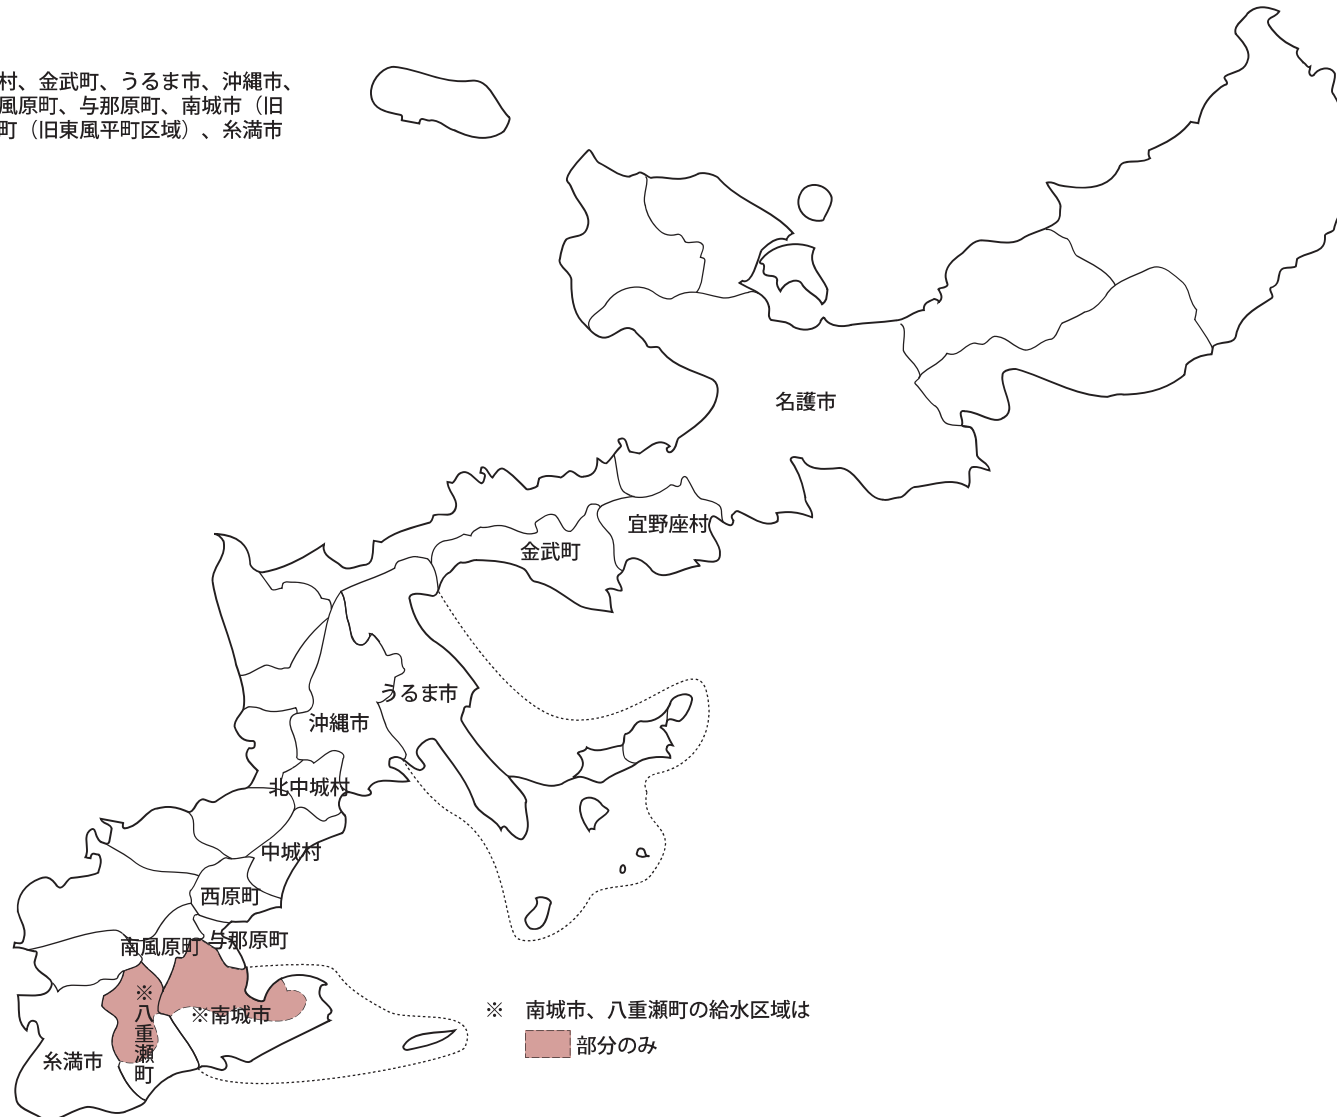 村、金武町、うるま市、沖縄市、
風原町、与那原町、南城市（旧
町（旧東風平町区域）、糸満市
名護市
宜野座村
金武町
うるま市
沖縄市
北中城村
中城村
西原町
南風原町
与那原町
※八重瀬町
※南城市
糸満市
※ 南城市、八重瀬町の給水区域は
部分のみ